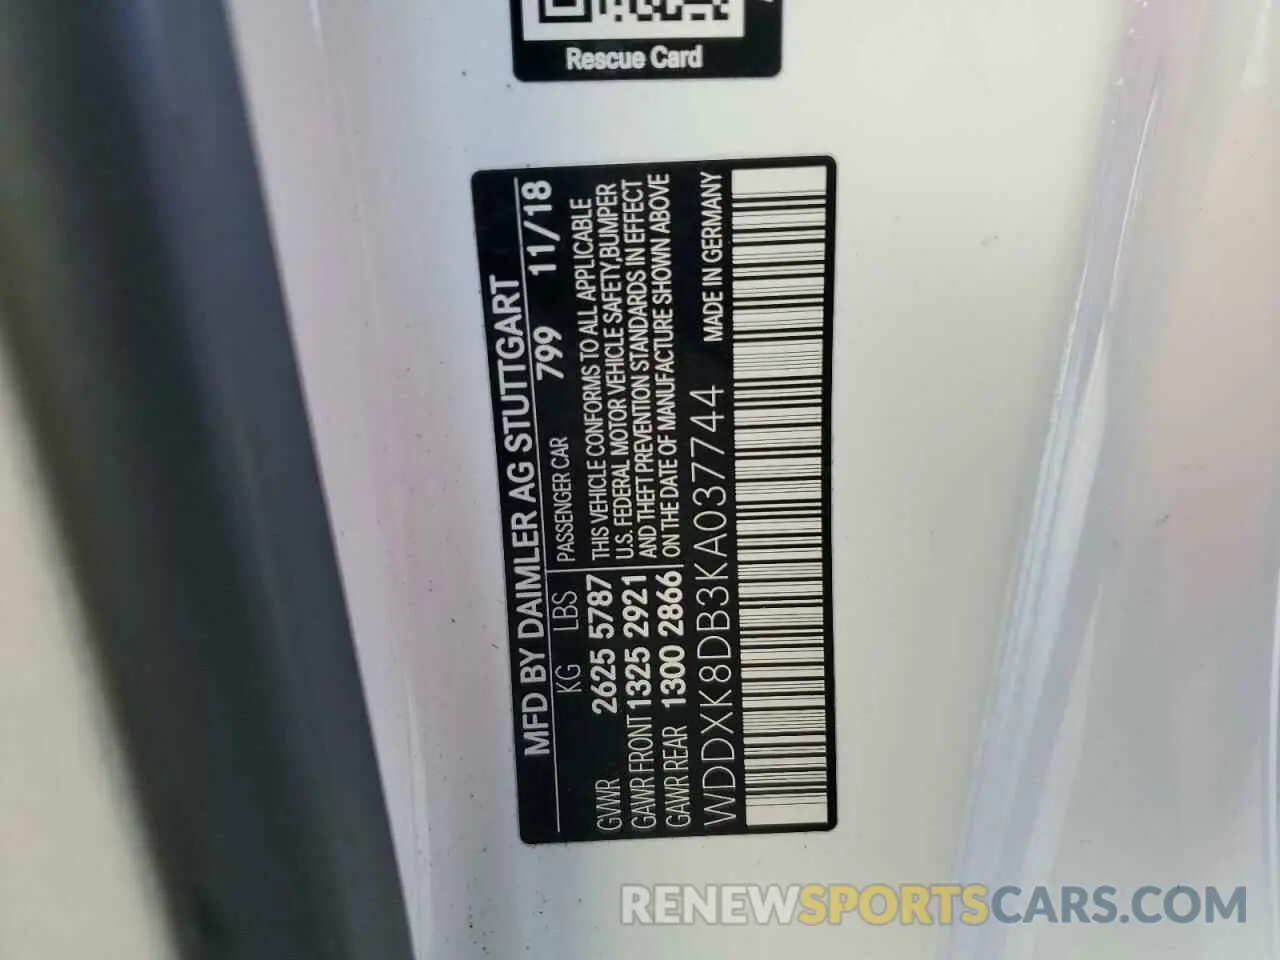 Rescue Card
MFD BY DAIMLER AG STUTTGART
KG LBS PASSENGER CAR 799 11/18
GVWR 2625 5787
GAWR FRONT 1325 2921
GAWR REAR 1300 2866
THIS VEHICLE CONFORMS TO ALL APPLICABLE
U.S. FEDERAL MOTOR VEHICLE SAFETY,BUMPER
AND THEFT PREVENTION STANDARDS IN EFFECT
ON THE DATE OF MANUFACTURE SHOWN ABOVE
WDDXK8DB3KA037744 MADE IN GERMANY
RENEWSPORTSCARS.COM